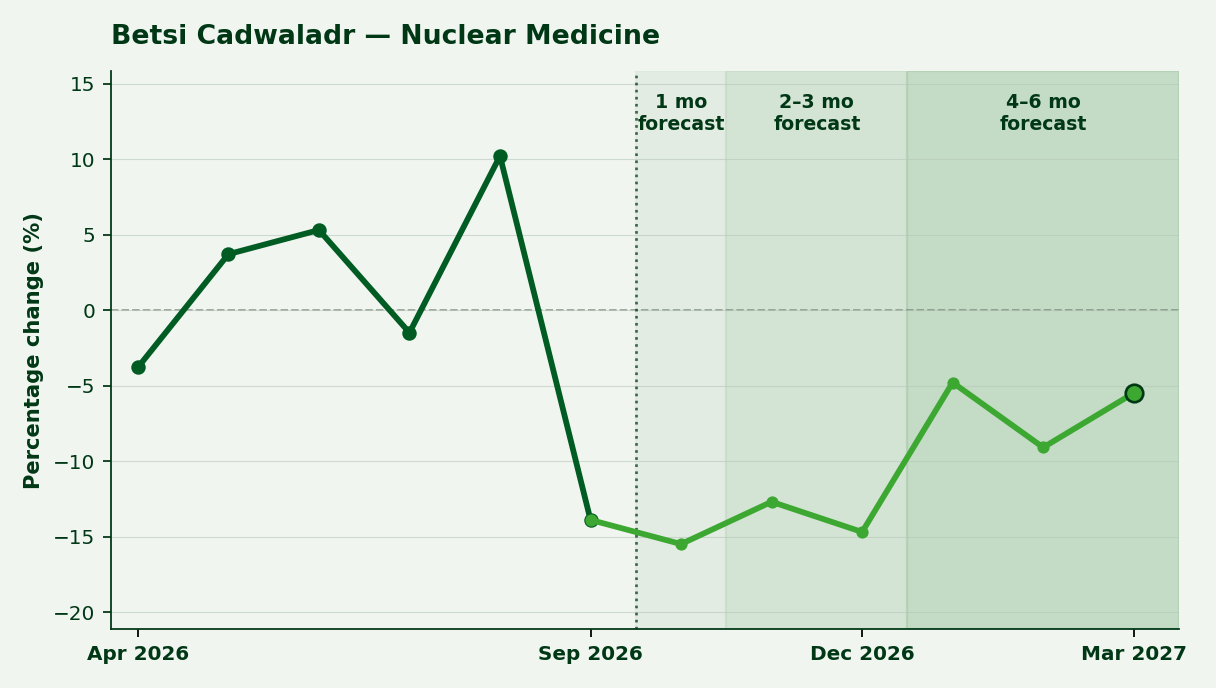 Betsi Cadwaladr — Nuclear Medicine
Percentage change (%)
15
10
5
0
−5
−10
−15
−20
1 mo
forecast
2–3 mo
forecast
4–6 mo
forecast
Apr 2026
Sep 2026
Dec 2026
Mar 2027